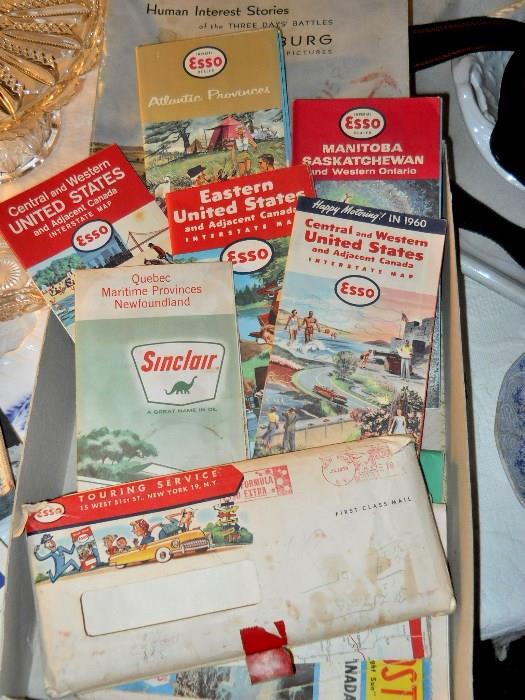 Human Interest Stories
of the THREE DAYS' BATTLES
BURG
PICTURES
IMPERIAL
Esso
DEALER
Atlantic Provinces
IMPERIAL
Esso
DEALER
MANITOBA
SASKATCHEWAN
and Western Ontario
Central and Western
UNITED STATES
and Adjacent Canada
INTERSTATE MAP
Esso
Eastern
United States
and Adjacent Canada
INTERSTATE MAP
Esso
Happy Motoring! IN 1960
Central and Western
United States
and Adjacent Canada
INTERSTATE MAP
Esso
Quebec
Maritime Provinces
Newfoundland
Sinclair
A GREAT NAME IN OIL
Esso
TOURING SERVICE
15 WEST 51st ST., NEW YORK 19, N.Y.
FORMULA
EXTRA
FIRST CLASS MAIL